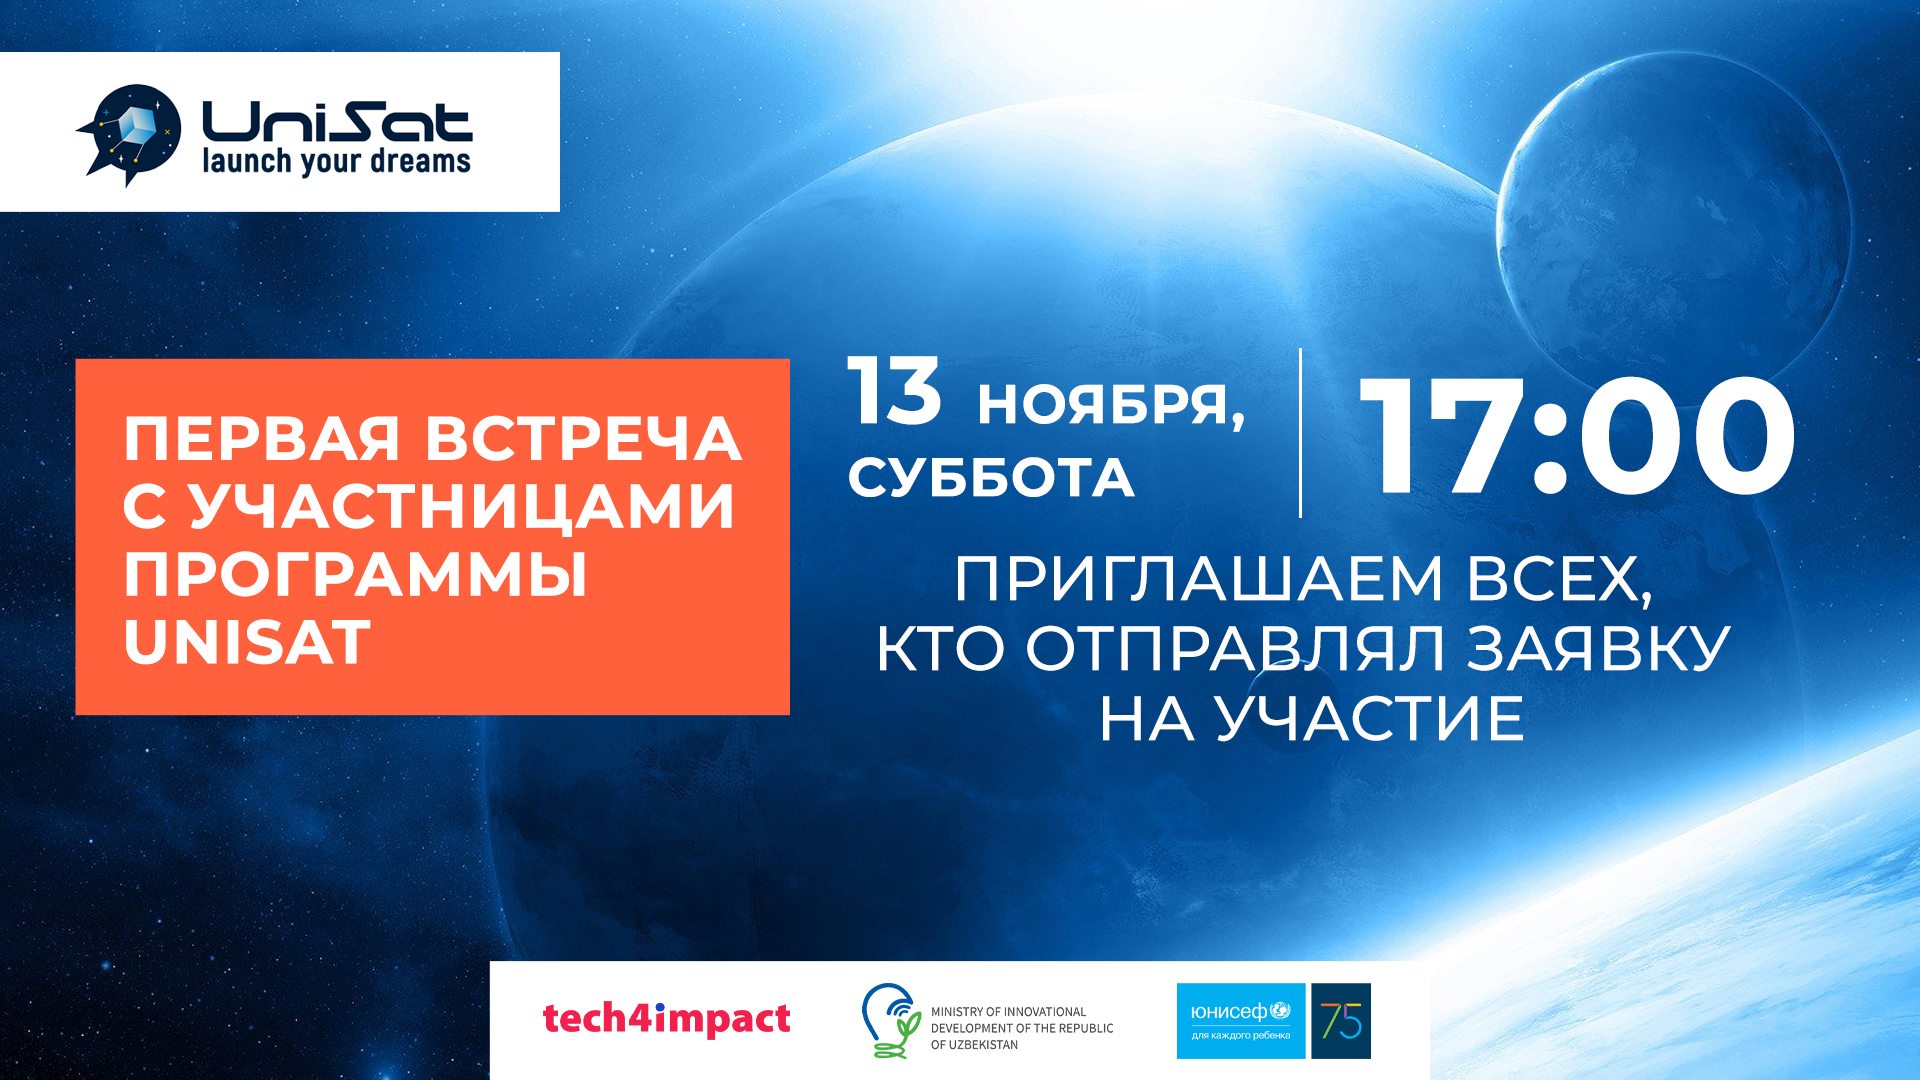 UniSat
launch your dreams
ПЕРВАЯ ВСТРЕЧА
С УЧАСТНИЦАМИ
ПРОГРАММЫ
UNISAT
13 НОЯБРЯ,
СУББОТА
17:00
ПРИГЛАШАЕМ ВСЕХ,
КТО ОТПРАВЛЯЛ ЗАЯВКУ
НА УЧАСТИЕ
tech4impact
MINISTRY OF INNOVATIONAL
DEVELOPMENT OF THE REPUBLIC
OF UZBEKISTAN
юнисеф
для каждого ребенка
75